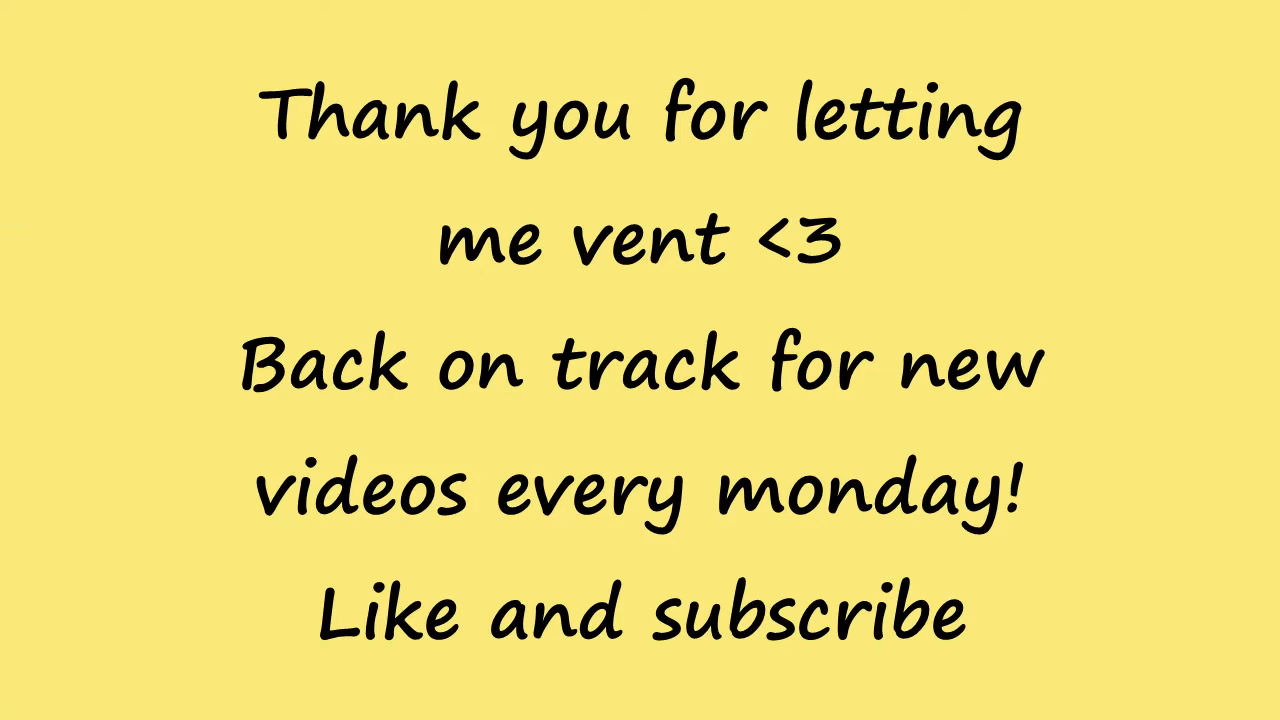 Thank you for letting
me vent <3
Back on track for new
videos every monday!
Like and subscribe